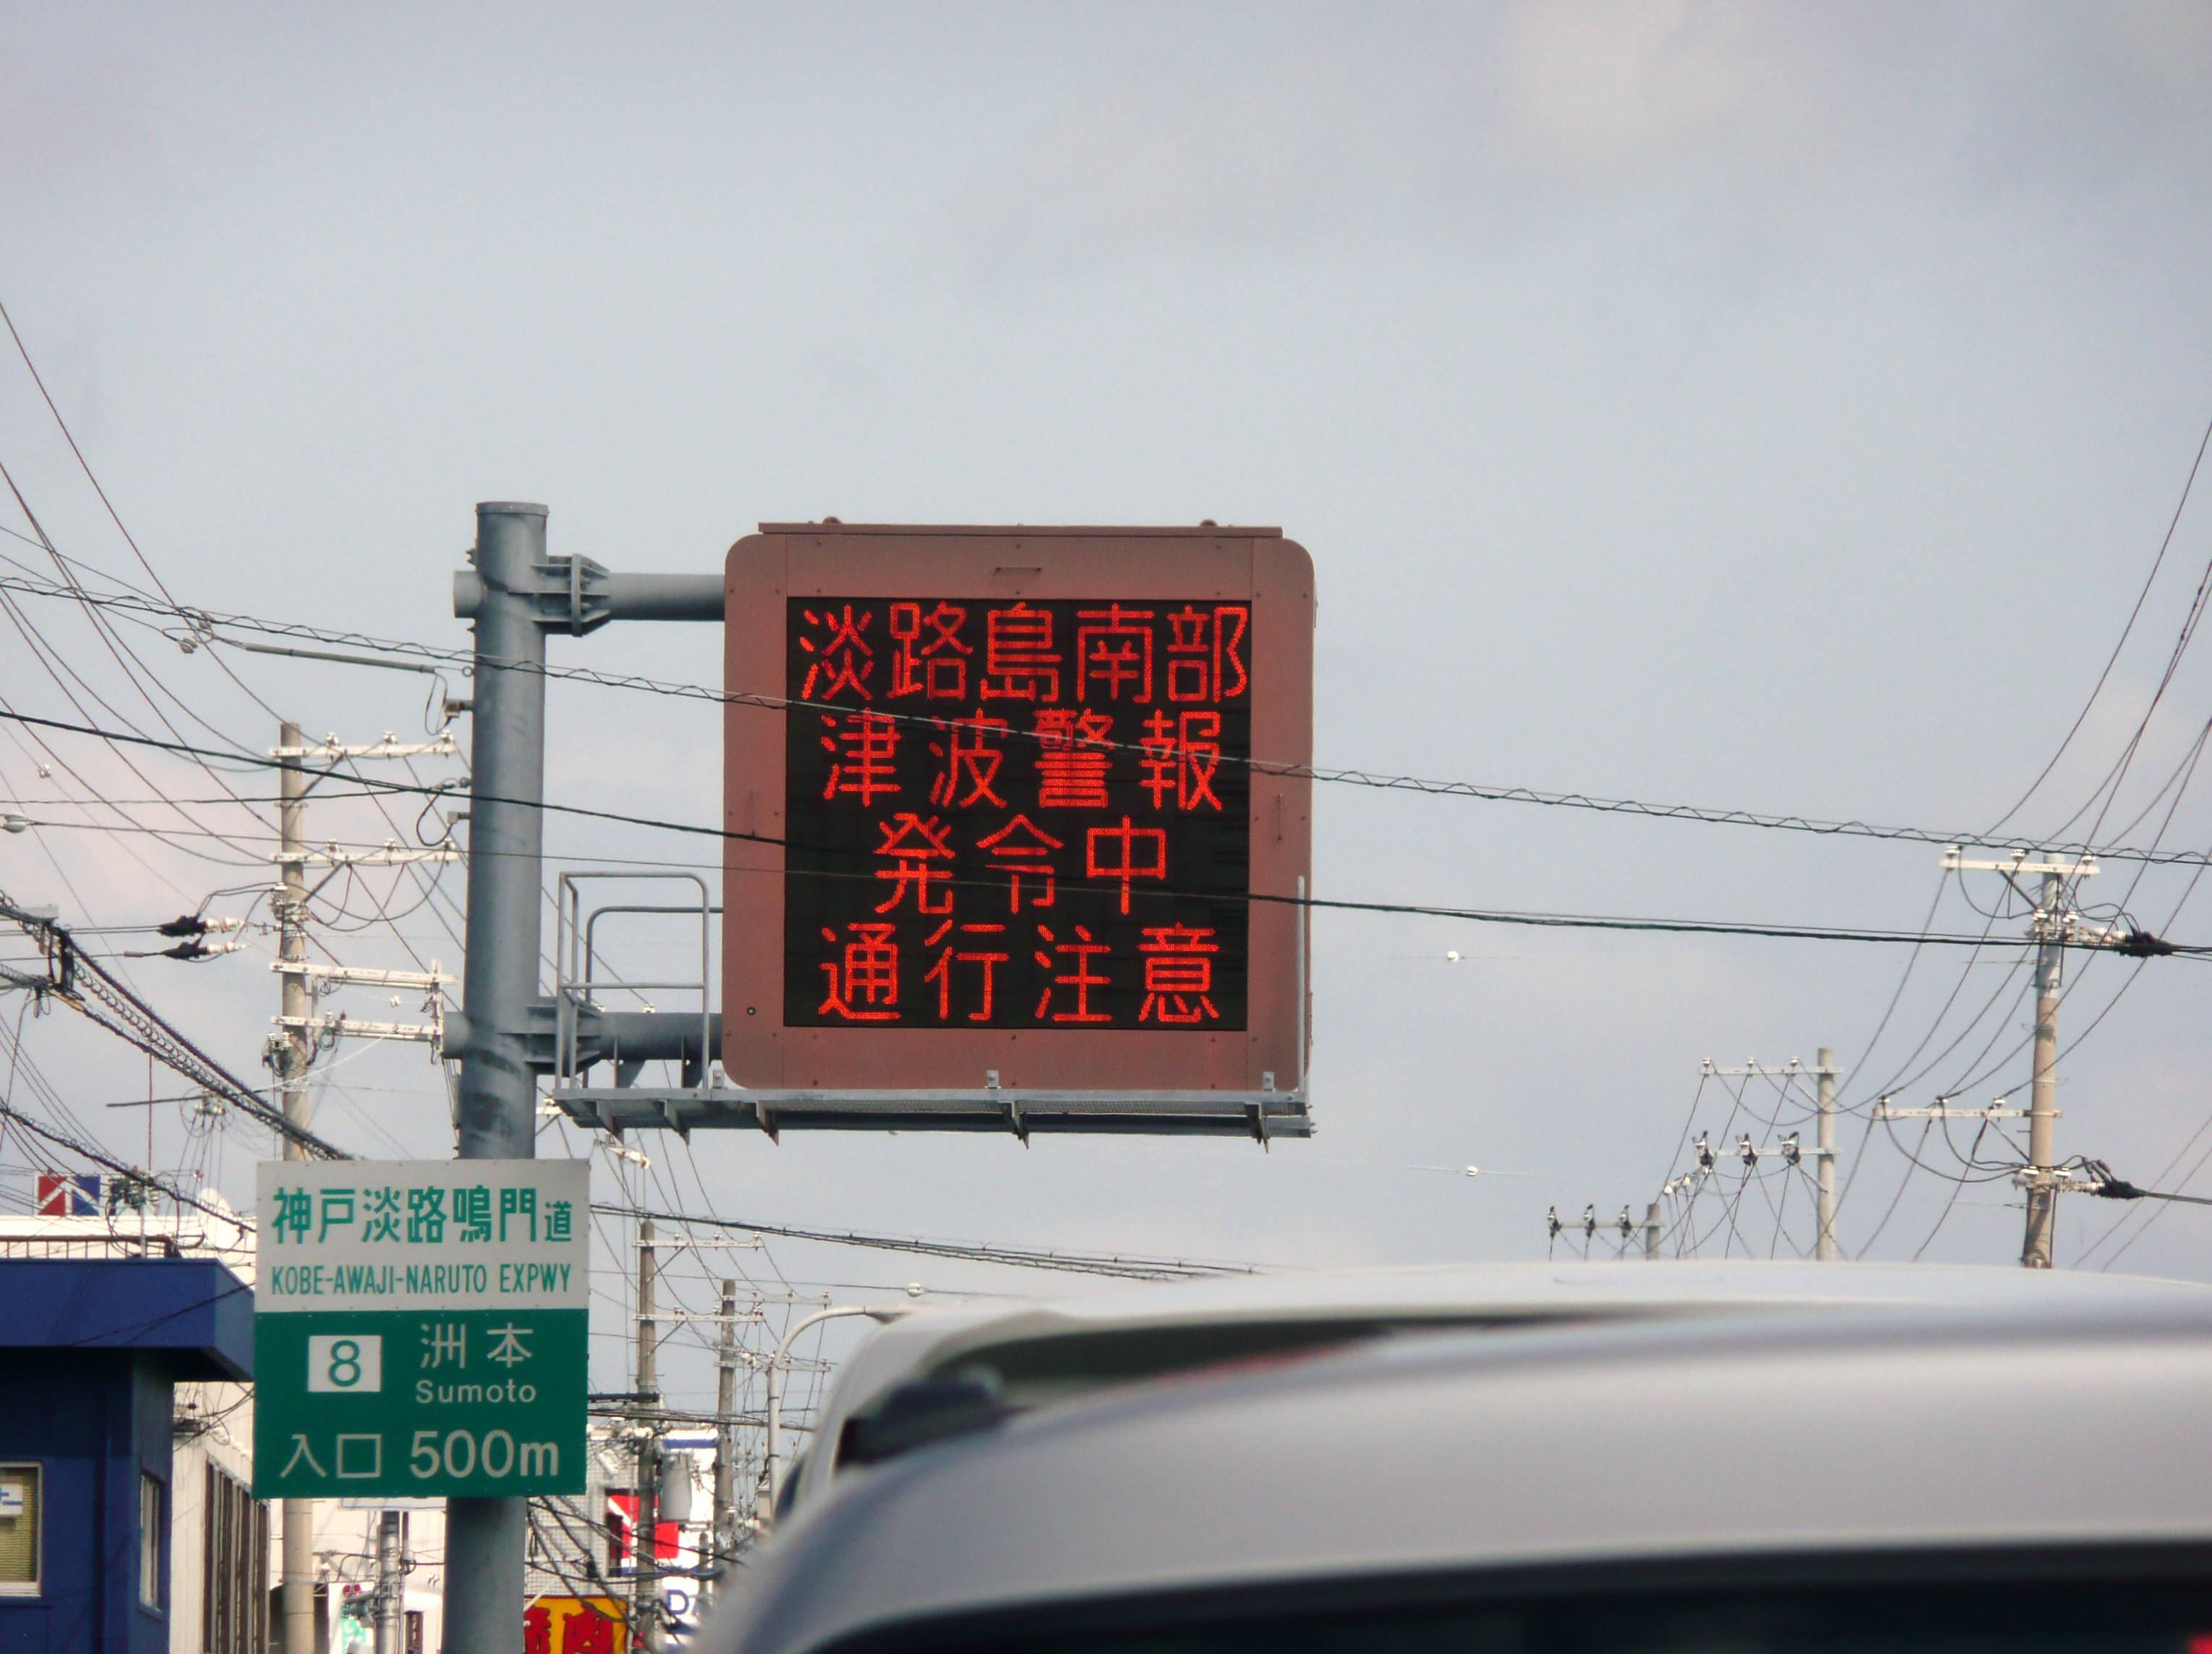 淡路島南部
津波警報
発令中
通行注意
神戸淡路鳴門道
KOBE-AWAJI-NARUTO EXPWY
8 洲本
Sumoto
入口 500m